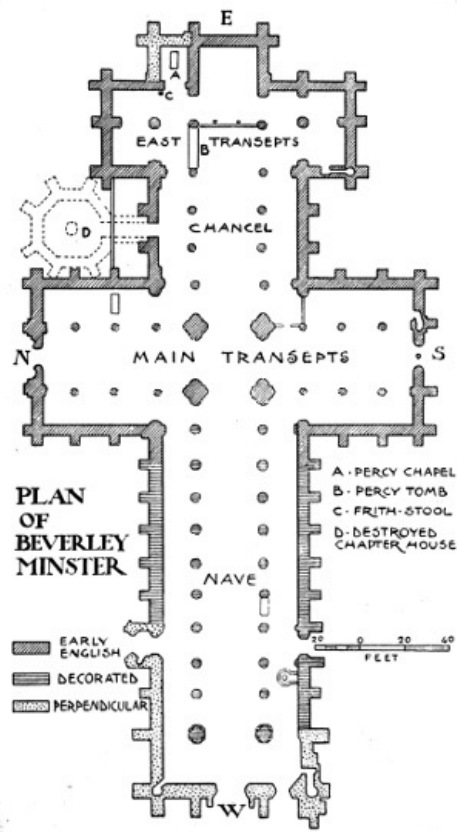 E
A
C
EAST TRANSEPTS
B
D
CHANCEL
N
MAIN TRANSEPTS
S
PLAN
OF
BEVERLEY
MINSTER
A · PERCY CHAPEL
B · PERCY TOMB
C · FRITH-STOOL
D · DESTROYED
CHAPTER HOUSE
NAVE
EARLY
ENGLISH
DECORATED
PERPENDICULAR
20 0 20 40
FEET
W